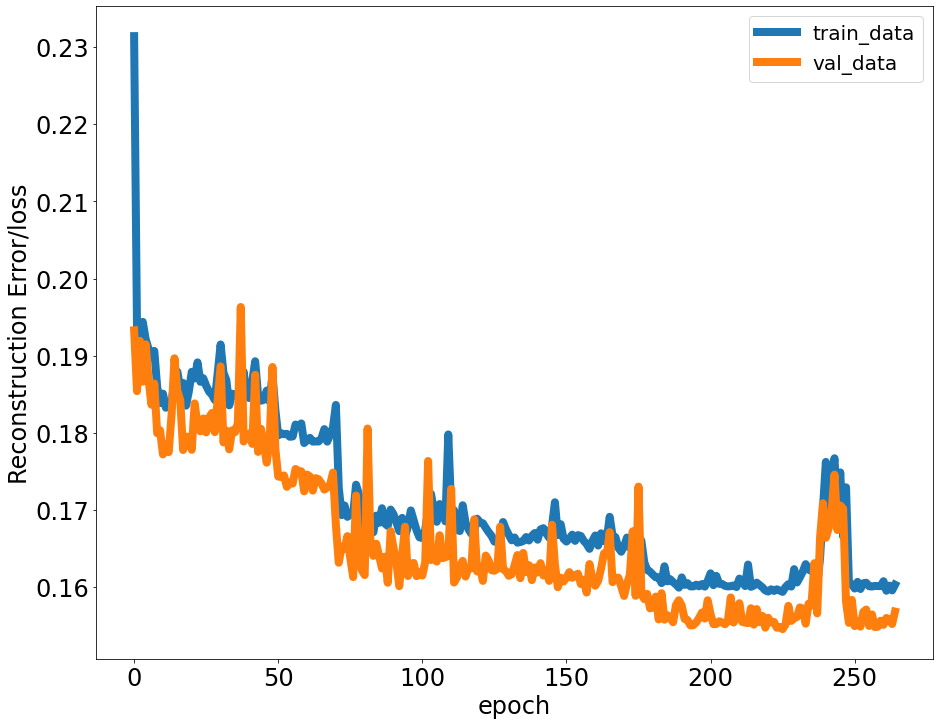 train_data
val_data
0.23
0.22
0.21
0.20
0.19
0.18
0.17
0.16
Reconstruction Error/loss
0 50 100 150 200 250
epoch